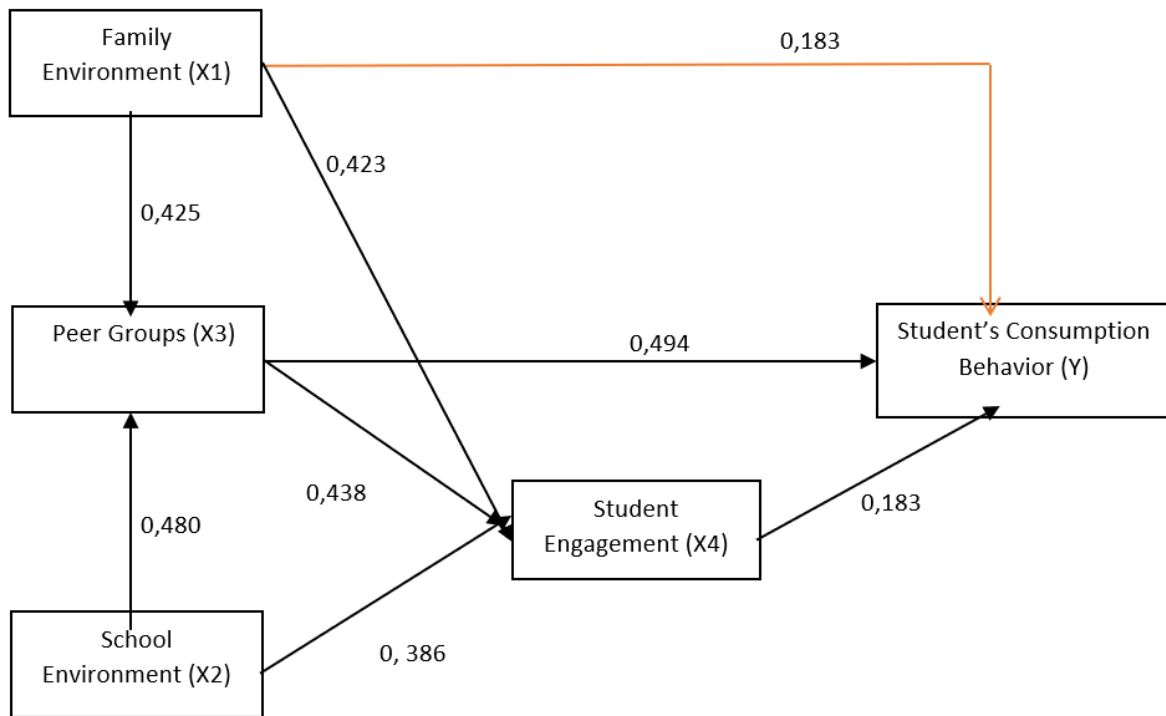 Family
Environment (X1)
0,183
0,423
0,425
Peer Groups (X3)
0,494
Student’s Consumption
Behavior (Y)
0,438
Student
Engagement (X4)
0,183
0,480
School
Environment (X2)
0, 386